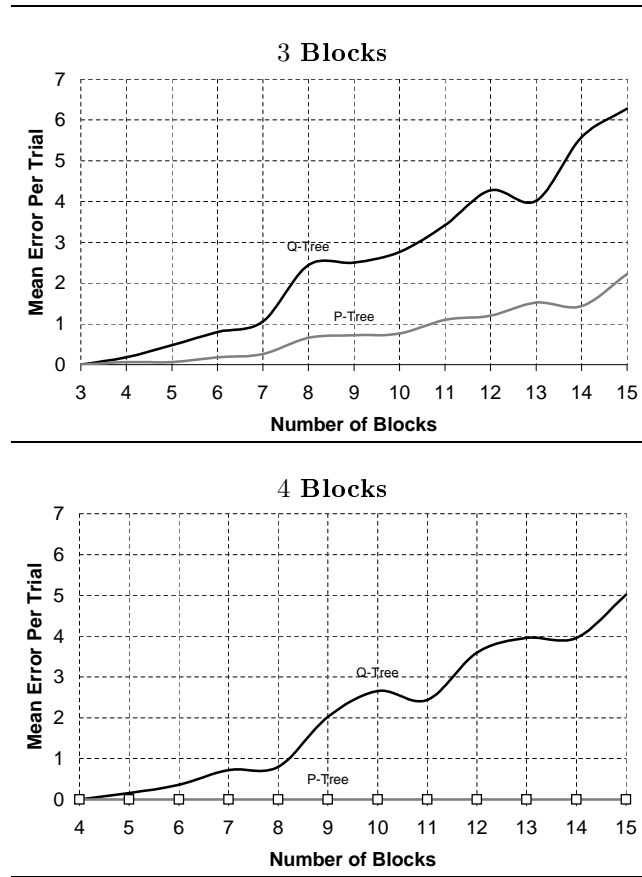 3 Blocks
7
6
5
4
3
2
1
0
Mean Error Per Trial
Q-Tree
P-Tree
3 4 5 6 7 8 9 10 11 12 13 14 15
Number of Blocks
4 Blocks
7
6
5
4
3
2
1
0
Mean Error Per Trial
Q-Tree
P-Tree
4 5 6 7 8 9 10 11 12 13 14 15
Number of Blocks